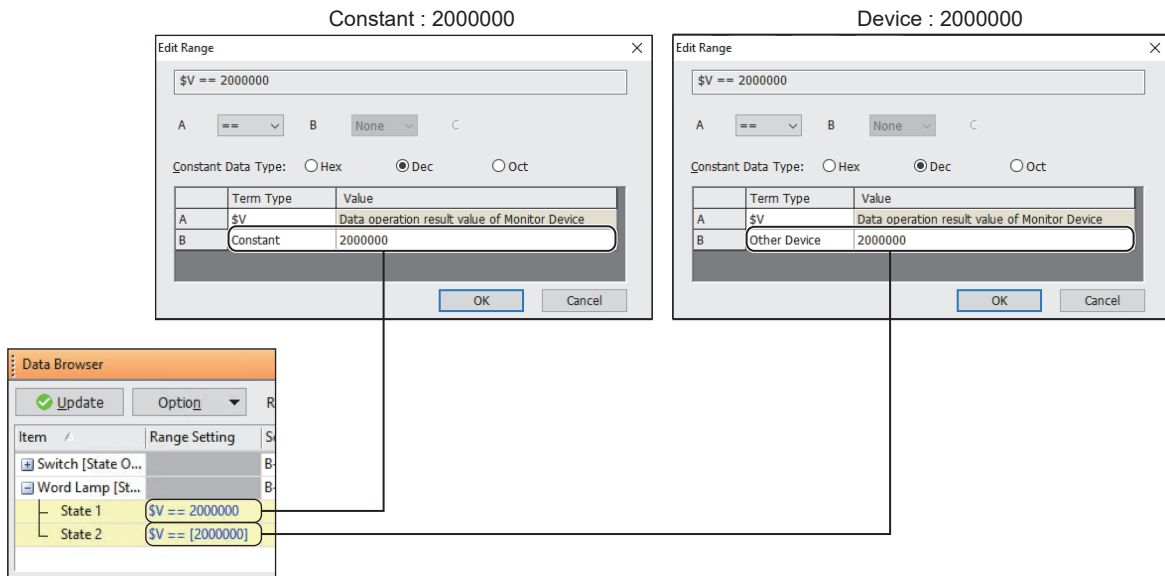 Constant : 2000000
Device : 2000000
Edit Range
$V == 2000000
A == B None C
Constant Data Type: Hex Dec Oct
Term Type Value
A $V Data operation result value of Monitor Device
B Constant 2000000
OK Cancel
Edit Range
$V == 2000000
A == B None C
Constant Data Type: Hex Dec Oct
Term Type Value
A $V Data operation result value of Monitor Device
B Other Device 2000000
OK Cancel
Data Browser
Update Option R
Item Range Setting
Switch [State O... B-
Word Lamp [St... B-
State 1 $V == 2000000
State 2 $V == [2000000]